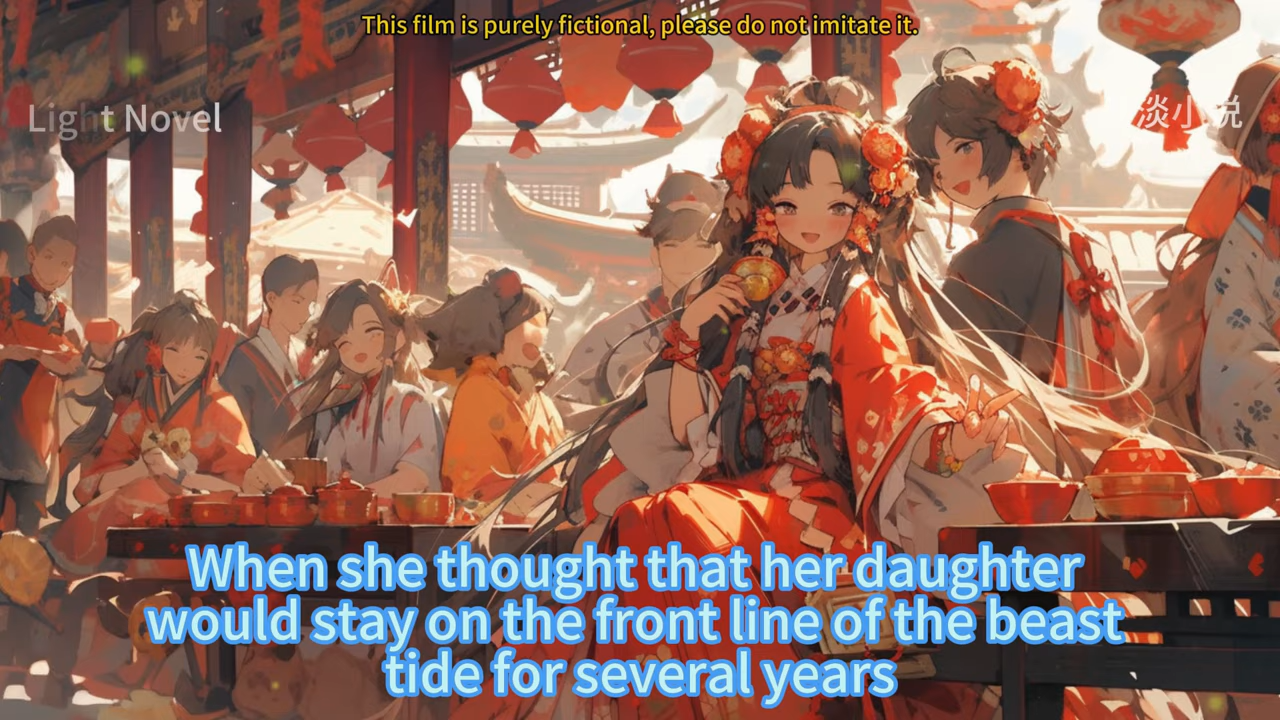 This film is purely fictional, please do not imitate it.
Light Novel
淡小说
When she thought that her daughter
would stay on the front line of the beast
tide for several years